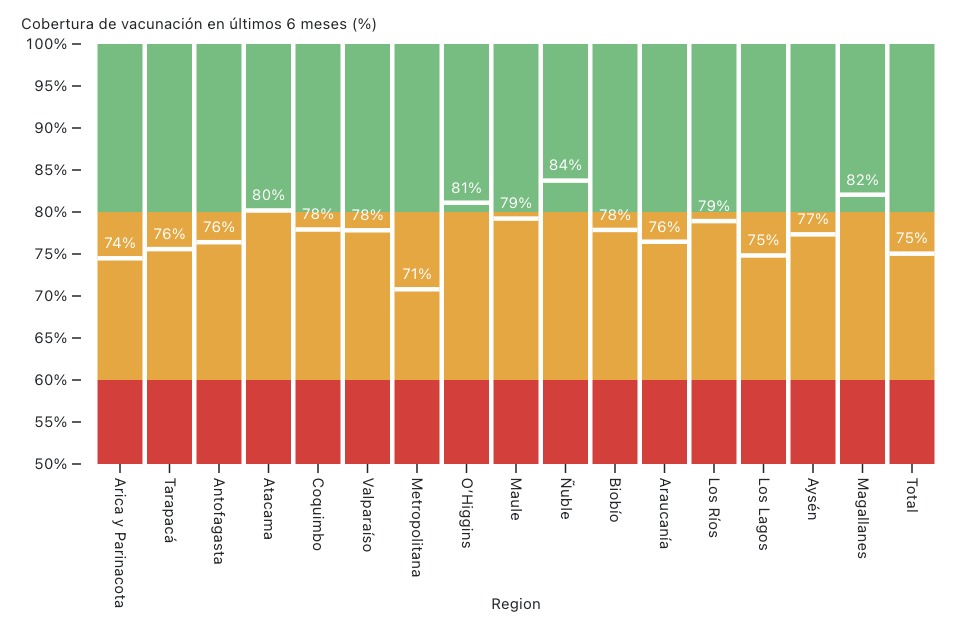 Cobertura de vacunación en últimos 6 meses (%)
100%
95%
90%
85%
80%
75%
70%
65%
60%
55%
50%
74%
76%
76%
80%
78%
78%
71%
81%
79%
84%
78%
76%
79%
75%
77%
82%
75%
Arica y Parinacota
Tarapacá
Antofagasta
Atacama
Coquimbo
Valparaíso
Metropolitana
O'Higgins
Maule
Ñuble
Biobío
Araucanía
Los Ríos
Los Lagos
Aysén
Magallanes
Total
Region